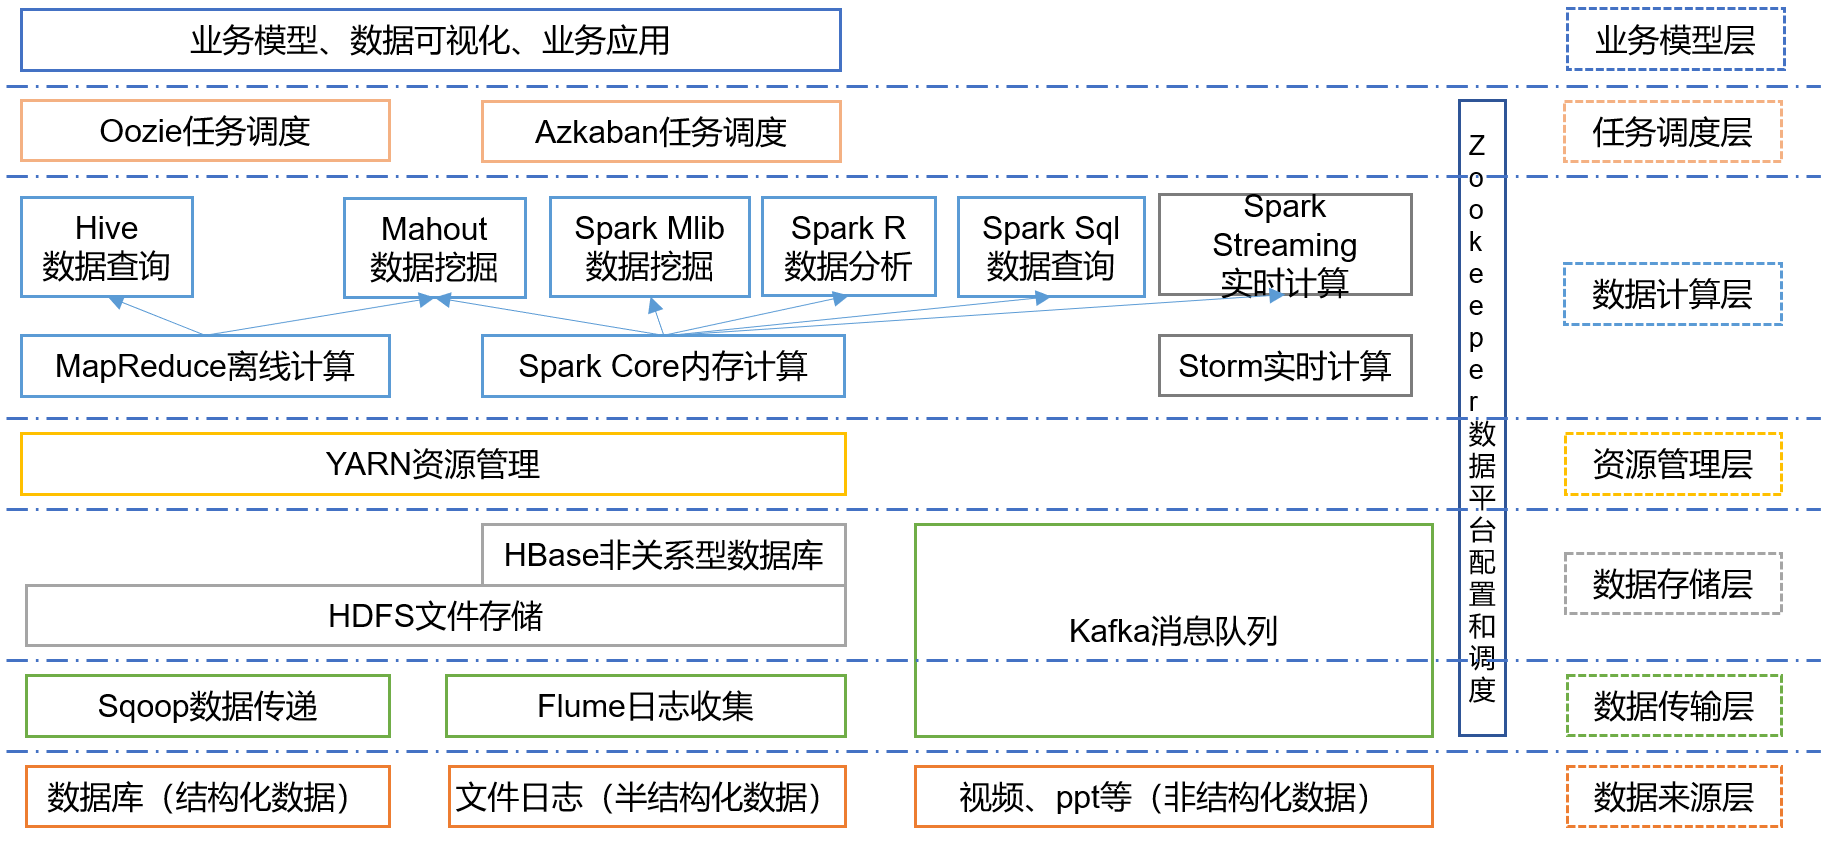 业务模型、数据可视化、业务应用
业务模型层
Oozie任务调度
Azkaban任务调度
任务调度层
Hive
数据查询
Mahout
数据挖掘
Spark Mlib
数据挖掘
Spark R
数据分析
Spark Sql
数据查询
Spark
Streaming
实时计算
数据计算层
MapReduce离线计算
Spark Core内存计算
Storm实时计算
Zookeeper数据平台配置和调度
YARN资源管理
资源管理层
HBase非关系型数据库
HDFS文件存储
Kafka消息队列
数据存储层
Sqoop数据传递
Flume日志收集
数据传输层
数据库（结构化数据）
文件日志（半结构化数据）
视频、ppt等（非结构化数据）
数据来源层